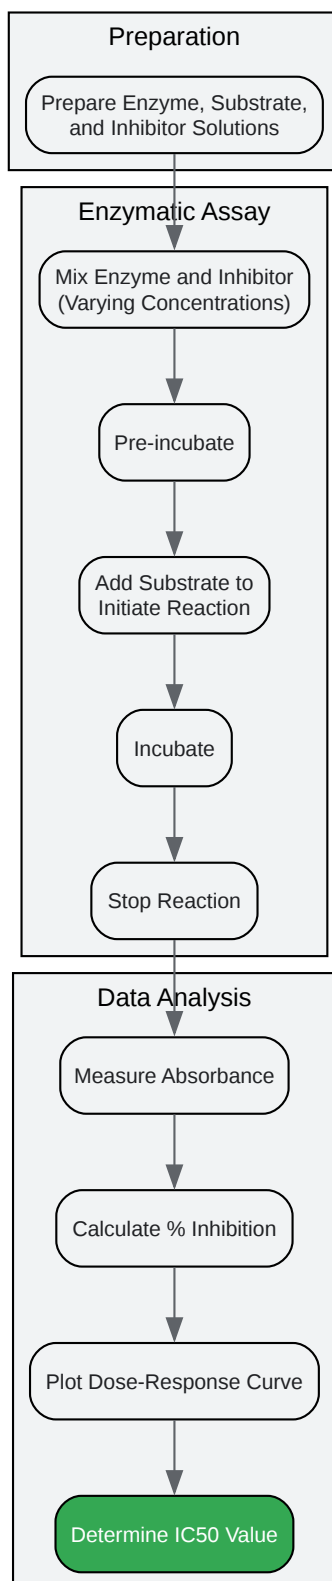 Preparation
Prepare Enzyme, Substrate,
and Inhibitor Solutions
Enzymatic Assay
Mix Enzyme and Inhibitor
(Varying Concentrations)
Pre-incubate
Add Substrate to
Initiate Reaction
Incubate
Stop Reaction
Data Analysis
Measure Absorbance
Calculate % Inhibition
Plot Dose-Response Curve
Determine IC50 Value